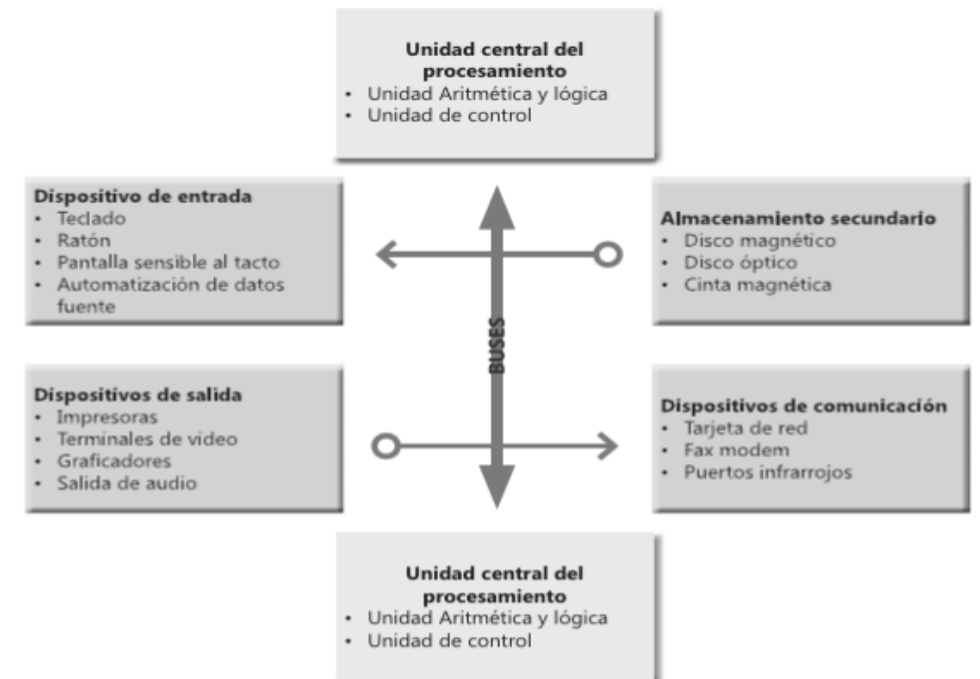 Unidad central del
procesamiento
• Unidad Aritmética y lógica
• Unidad de control
Dispositivo de entrada
• Teclado
• Ratón
• Pantalla sensible al tacto
• Automatización de datos
fuente
Almacenamiento secundario
• Disco magnético
• Disco óptico
• Cinta magnética
BUSES
Dispositivos de salida
• Impresoras
• Terminales de video
• Graficadores
• Salida de audio
Dispositivos de comunicación
• Tarjeta de red
• Fax modem
• Puertos infrarrojos
Unidad central del
procesamiento
• Unidad Aritmética y lógica
• Unidad de control